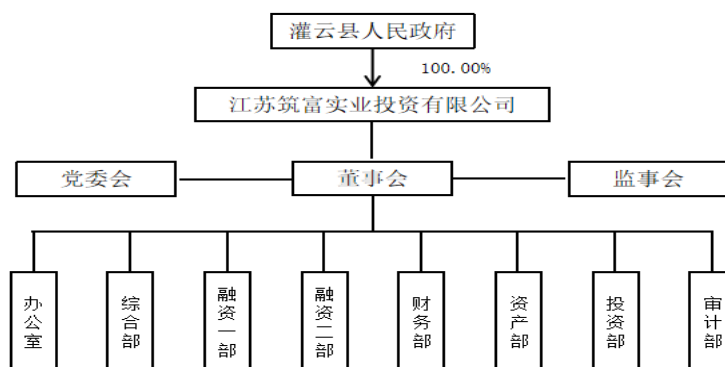 灌云县人民政府
100.00%
江苏筑富实业投资有限公司
党委会
董事会
监事会
办公室
综合部
融资一部
融资二部
财务部
资产部
投资部
审计部